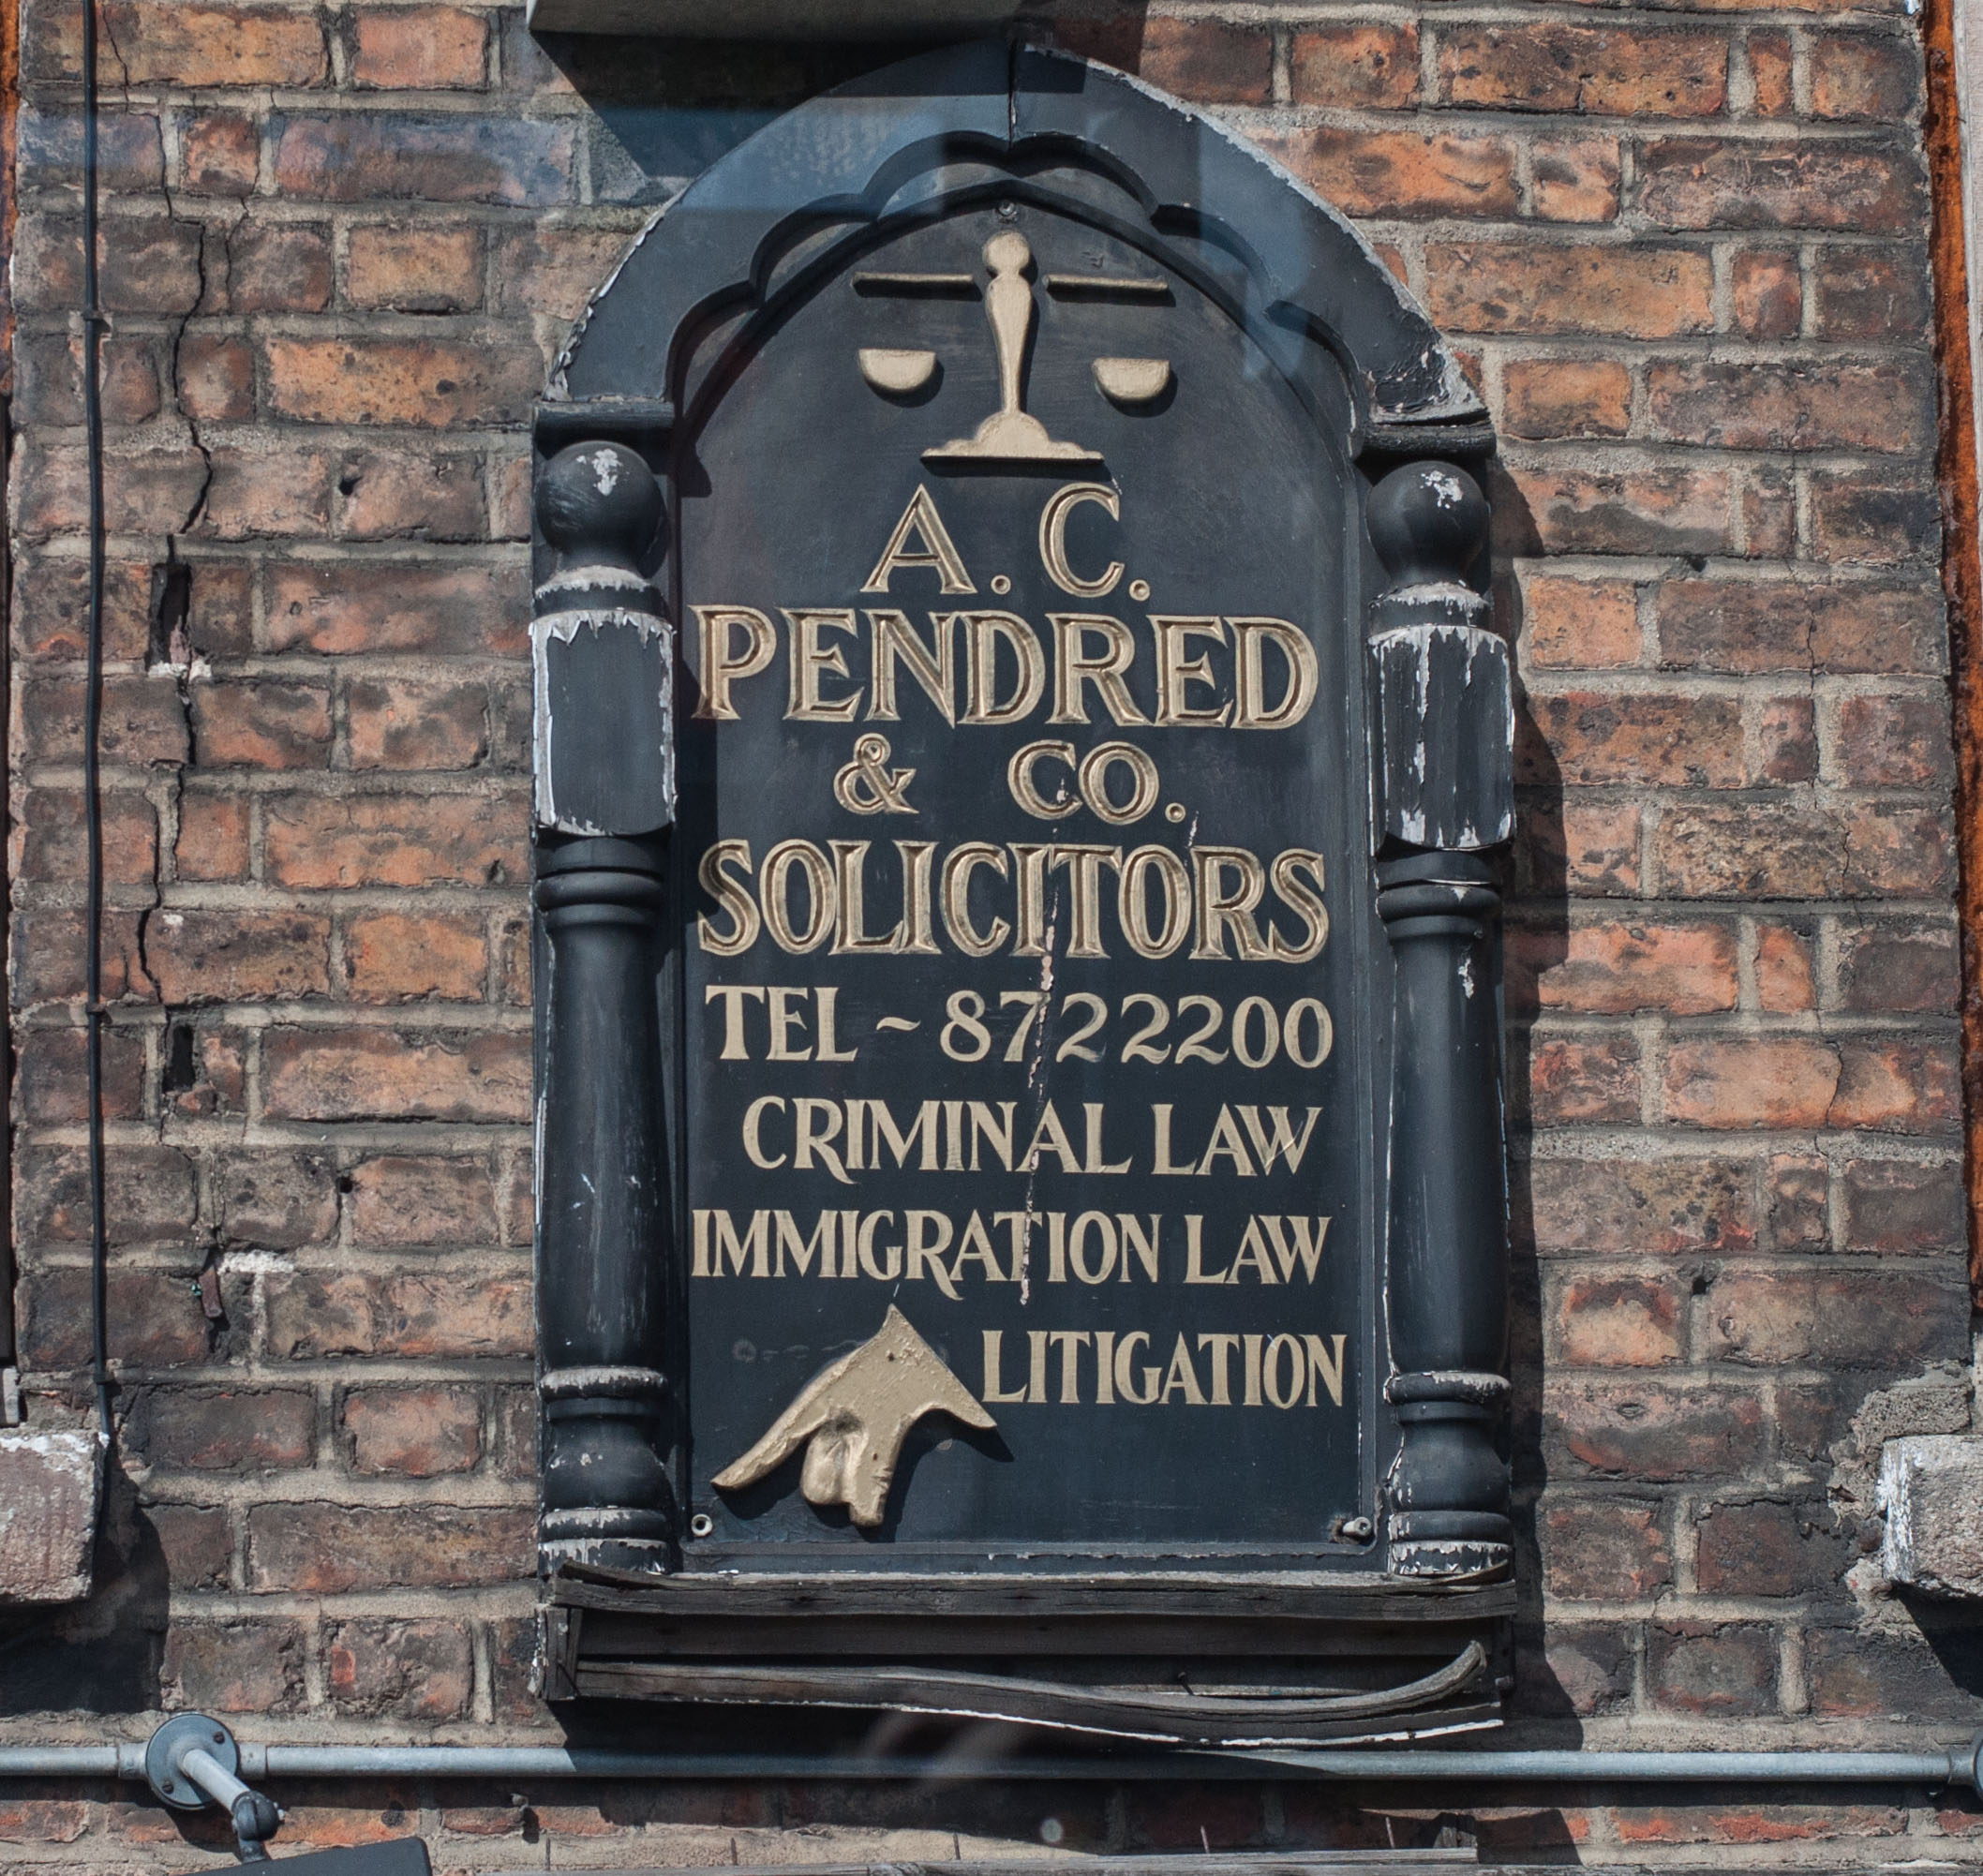 A. C.
PENDRED
& CO.
SOLICITORS
TEL ~ 8722200
CRIMINAL LAW
IMMIGRATION LAW
LITIGATION